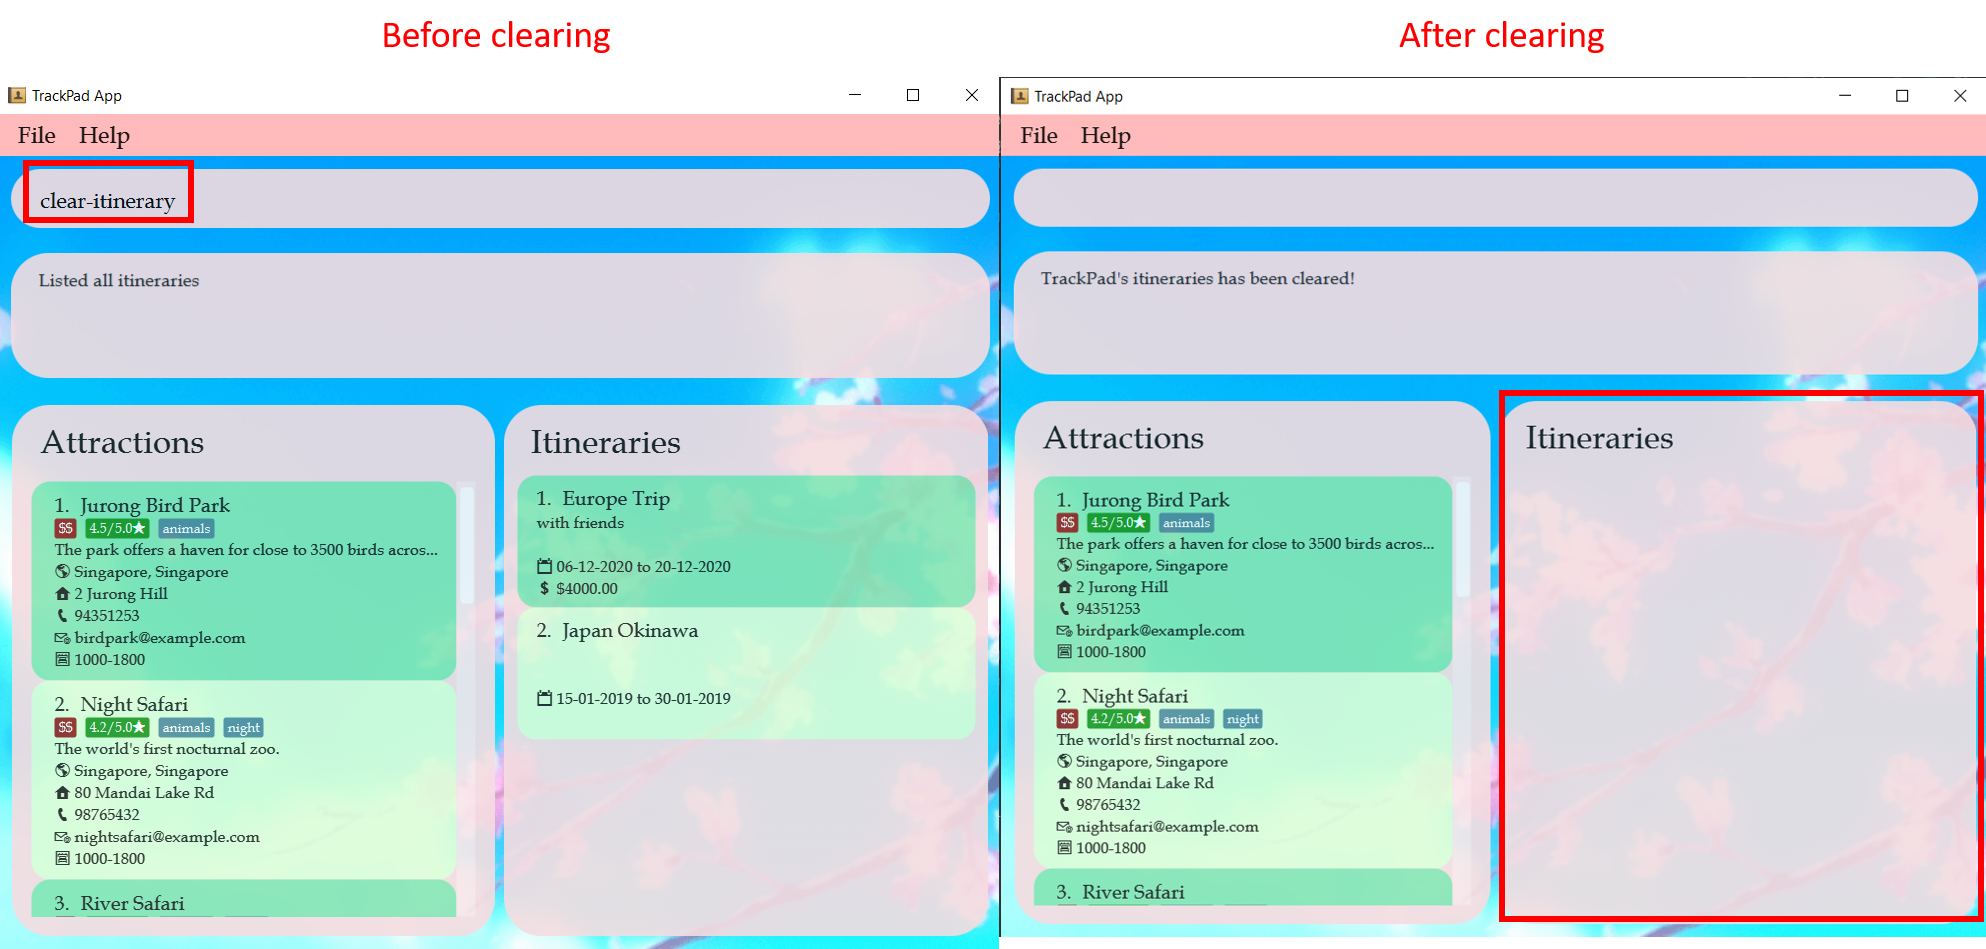 Before clearing
After clearing
TrackPad App
File Help
clear-itinerary
Listed all itineraries
Attractions
1. Jurong Bird Park
$$ 4.5/5.0★ animals
The park offers a haven for close to 3500 birds acros...
Singapore, Singapore
2 Jurong Hill
94351253
birdpark@example.com
1000-1800
2. Night Safari
$$ 4.2/5.0★ animals night
The world's first nocturnal zoo.
Singapore, Singapore
80 Mandai Lake Rd
98765432
nightsafari@example.com
1000-1800
3. River Safari
Itineraries
1. Europe Trip
with friends
06-12-2020 to 20-12-2020
$ $4000.00
2. Japan Okinawa
15-01-2019 to 30-01-2019
TrackPad App
File Help
TrackPad's itineraries has been cleared!
Attractions
1. Jurong Bird Park
$$ 4.5/5.0★ animals
The park offers a haven for close to 3500 birds acros...
Singapore, Singapore
2 Jurong Hill
94351253
birdpark@example.com
1000-1800
2. Night Safari
$$ 4.2/5.0★ animals night
The world's first nocturnal zoo.
Singapore, Singapore
80 Mandai Lake Rd
98765432
nightsafari@example.com
1000-1800
3. River Safari
Itineraries